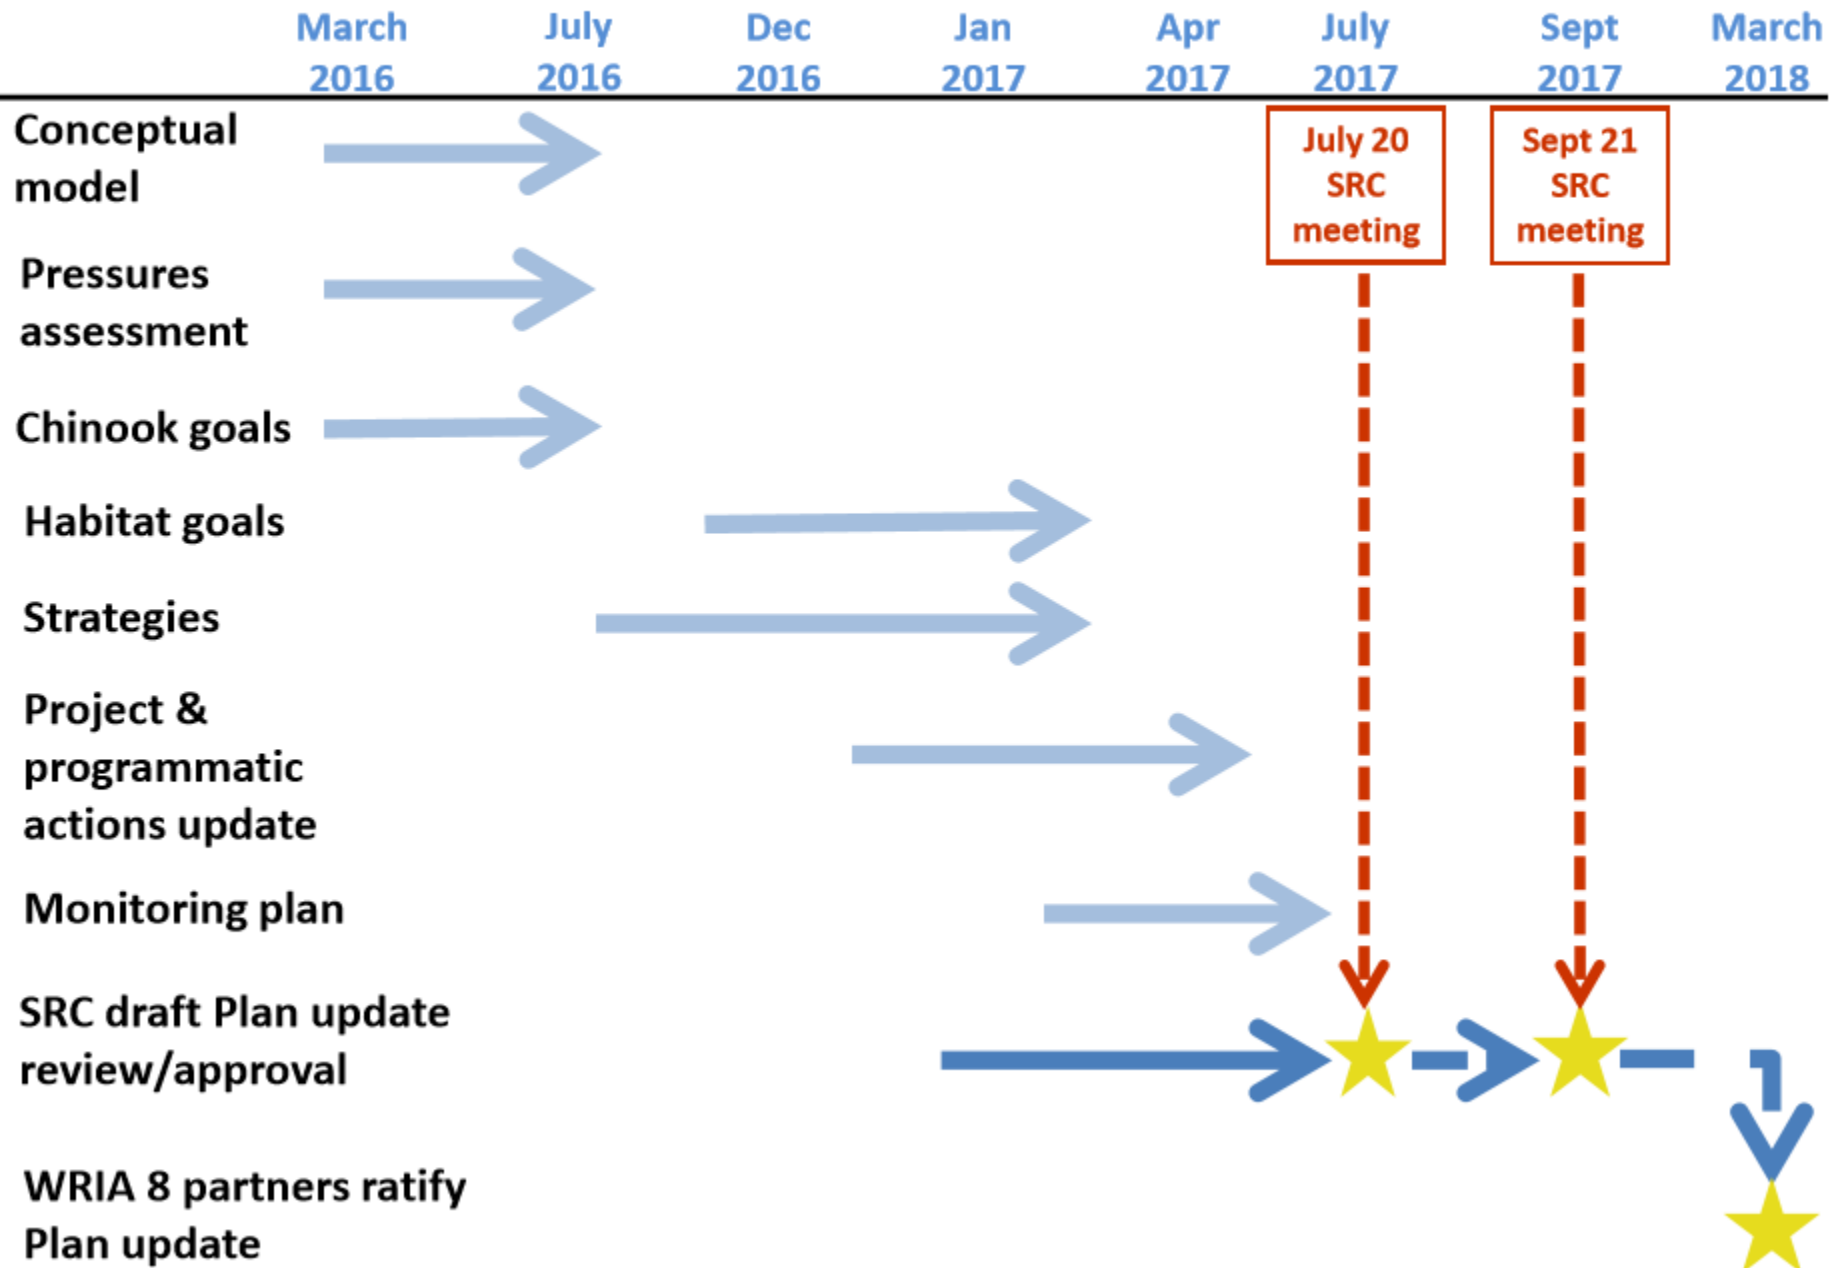 March July Dec Jan Apr July Sept March
2016 2016 2016 2017 2017 2017 2017 2018
Conceptual
model
July 20
SRC
meeting
Sept 21
SRC
meeting
Pressures
assessment
Chinook goals
Habitat goals
Strategies
Project &
programmatic
actions update
Monitoring plan
SRC draft Plan update
review/approval
WRIA 8 partners ratify
Plan update